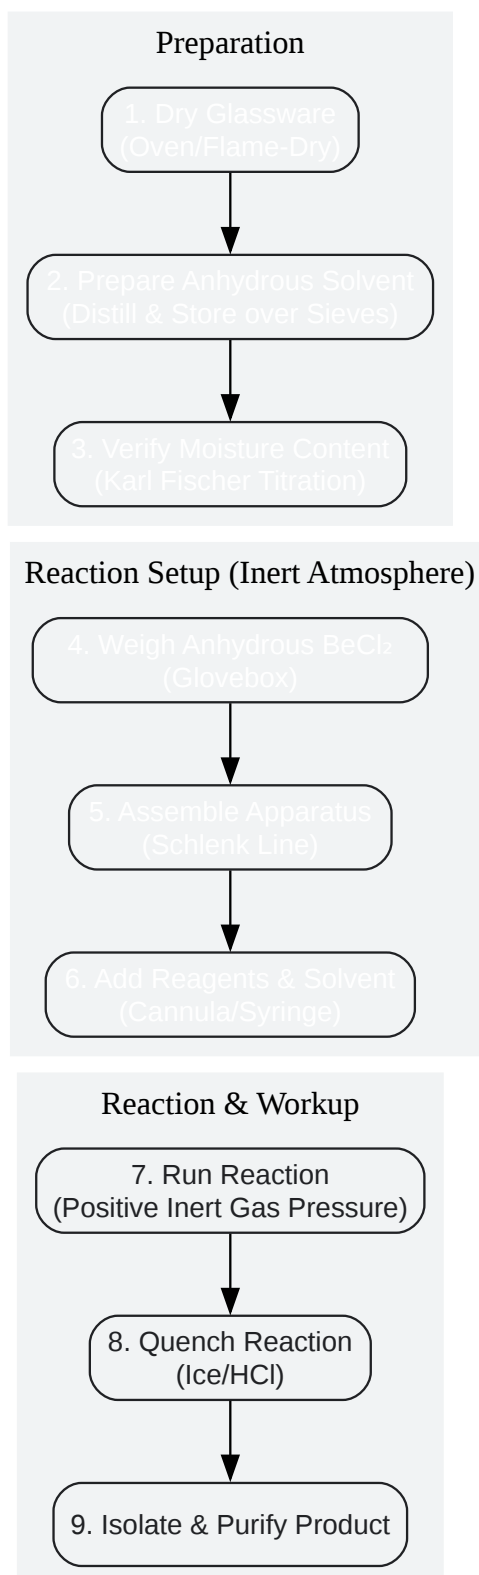 Preparation
1. Dry Glassware
(Oven/Flame-Dry)
2. Prepare Anhydrous Solvent
(Distill & Store over Sieves)
3. Verify Moisture Content
(Karl Fischer Titration)
Reaction Setup (Inert Atmosphere)
4. Weigh Anhydrous BeCl₂
(Glovebox)
5. Assemble Apparatus
(Schlenk Line)
6. Add Reagents & Solvent
(Cannula/Syringe)
Reaction & Workup
7. Run Reaction
(Positive Inert Gas Pressure)
8. Quench Reaction
(Ice/HCl)
9. Isolate & Purify Product